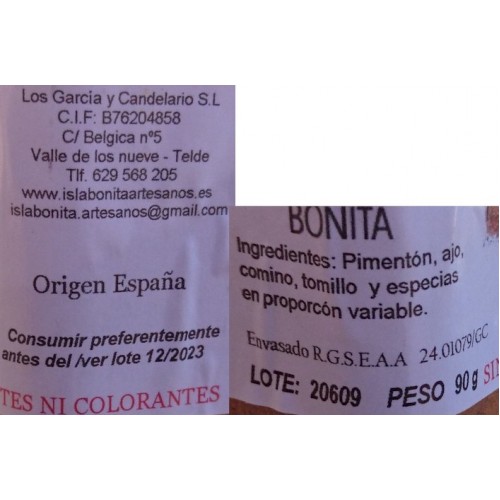 Los Garcia y Candelario S.L
C.I.F: B76204858
C/ Belgica nº5
Valle de los nueve - Telde
Tlf. 629 568 205
www.islabonitaartesanos.es
islabonita.artesanos@gmail.com
Origen España
Consumir preferentemente
antes del /ver lote 12/2023
TES NI COLORANTES
BONITA
Ingredientes: Pimentón, ajo,
comino, tomillo y especias
en proporcón variable.
Envasado R.G.S.E.A.A 24.01079/GC
LOTE: 20609 PESO 90 g SIN